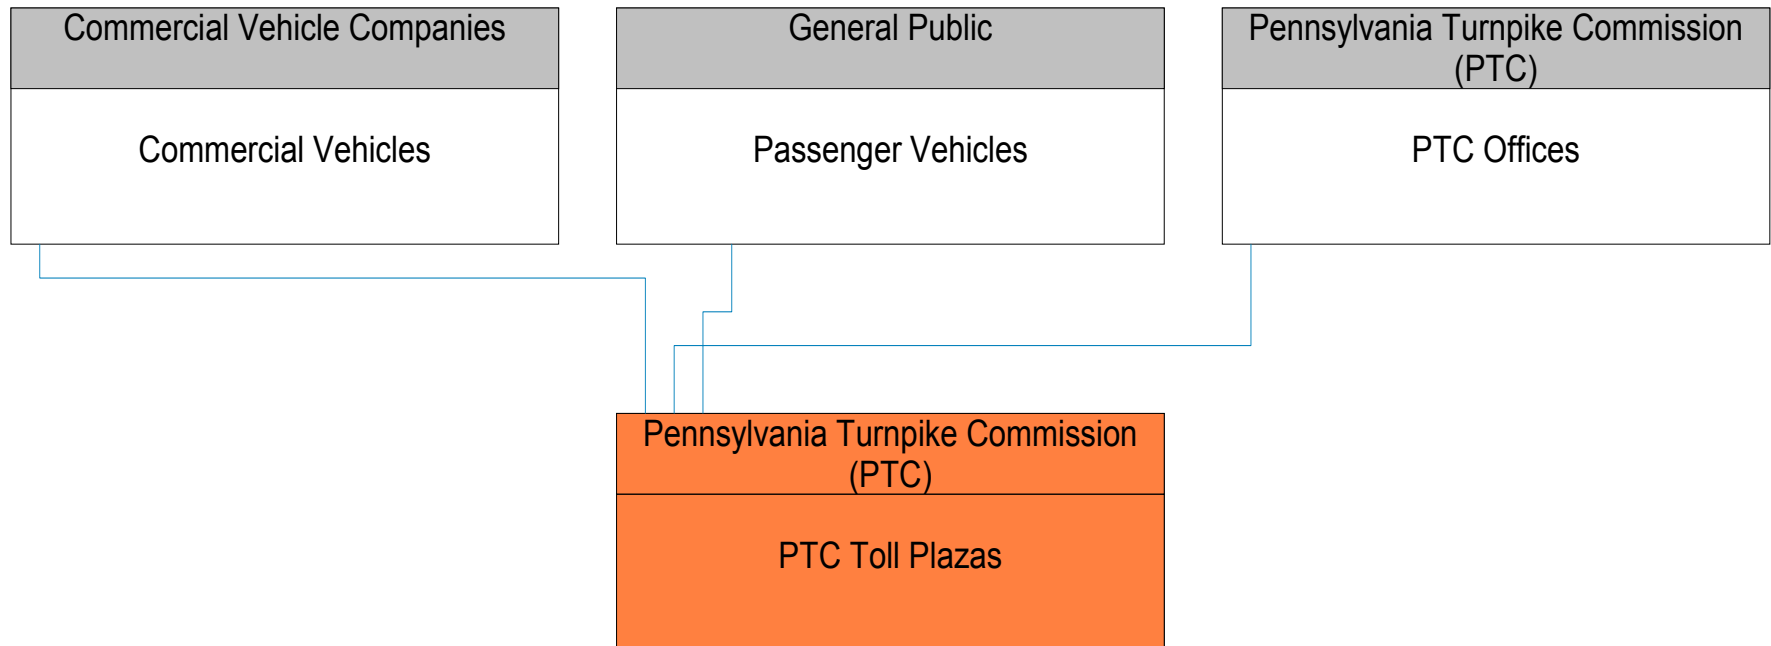 Commercial Vehicle Companies
Commercial Vehicles
General Public
Passenger Vehicles
Pennsylvania Turnpike Commission
(PTC)
PTC Offices
Pennsylvania Turnpike Commission
(PTC)
PTC Toll Plazas